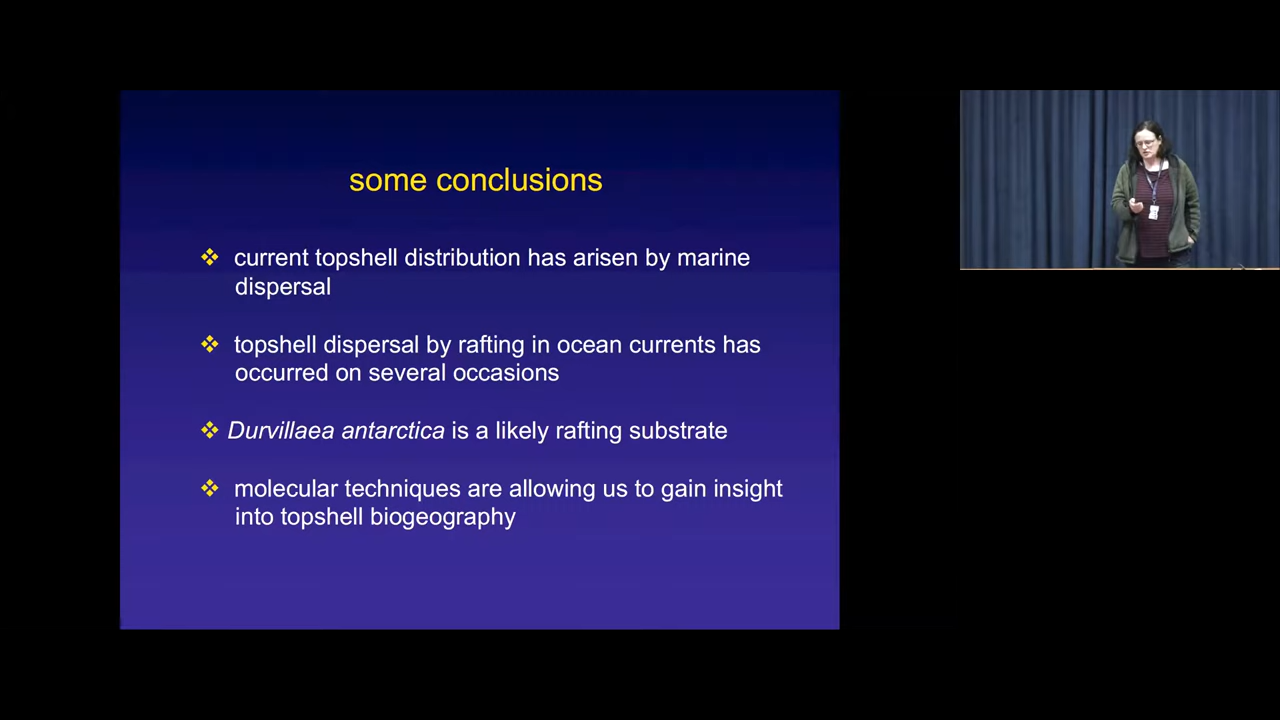 some conclusions
❖ current topshell distribution has arisen by marine
dispersal
❖ topshell dispersal by rafting in ocean currents has
occurred on several occasions
❖ Durvillaea antarctica is a likely rafting substrate
❖ molecular techniques are allowing us to gain insight
into topshell biogeography